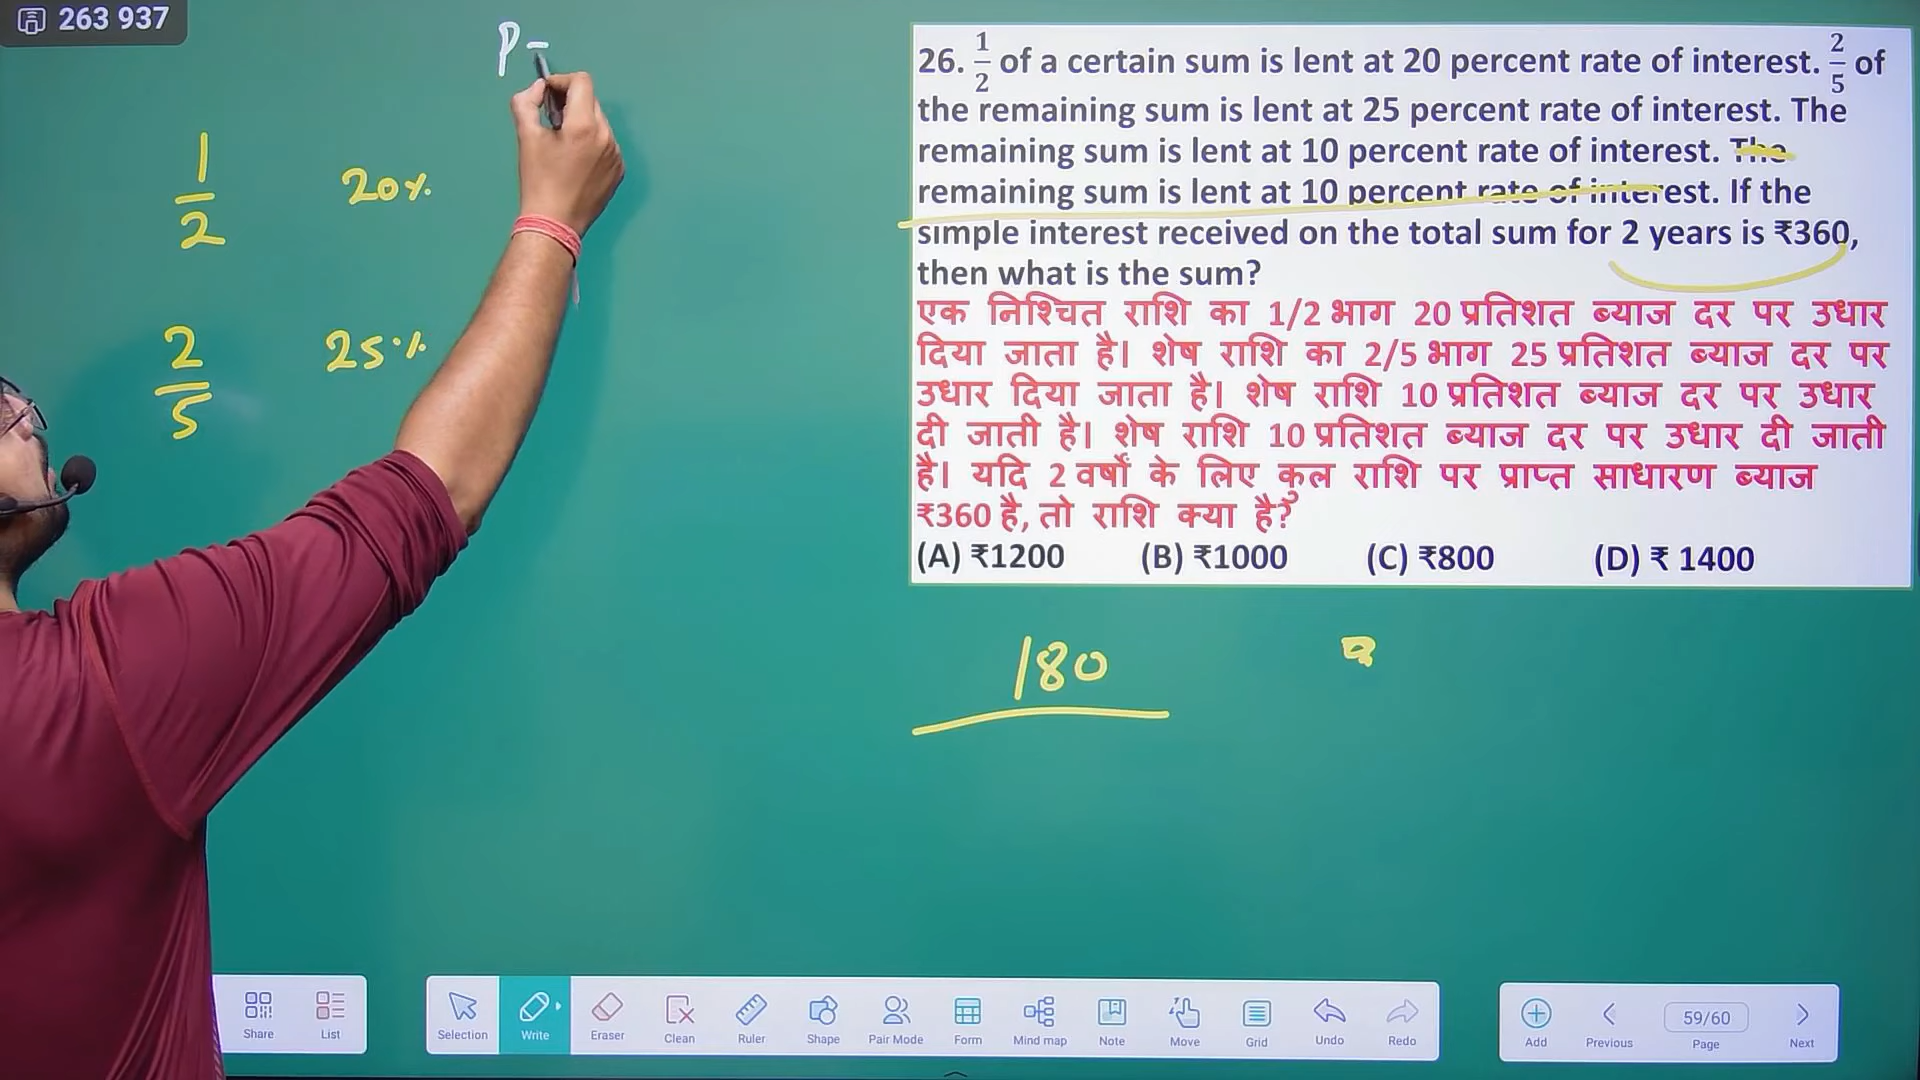 263 937
P =
1/2 20%
2/5 25%
26. 1/2 of a certain sum is lent at 20 percent rate of interest. 2/5 of
the remaining sum is lent at 25 percent rate of interest. The
remaining sum is lent at 10 percent rate of interest. The
remaining sum is lent at 10 percent rate of interest. If the
simple interest received on the total sum for 2 years is ₹360,
then what is the sum?
एक निश्चित राशि का 1/2 भाग 20 प्रतिशत ब्याज दर पर उधार
दिया जाता है। शेष राशि का 2/5 भाग 25 प्रतिशत ब्याज दर पर
उधार दिया जाता है। शेष राशि 10 प्रतिशत ब्याज दर पर उधार
दी जाती है। शेष राशि 10 प्रतिशत ब्याज दर पर उधार दी जाती
है। यदि 2 वर्षों के लिए कुल राशि पर प्राप्त साधारण ब्याज
₹360 है, तो राशि क्या है?
(A) ₹1200 (B) ₹1000 (C) ₹800 (D) ₹ 1400
180
Share List Selection Write Eraser Clean Ruler Shape Pair Mode Form Mind map Note Move Grid Undo Redo Add Previous 59/60 Page Next